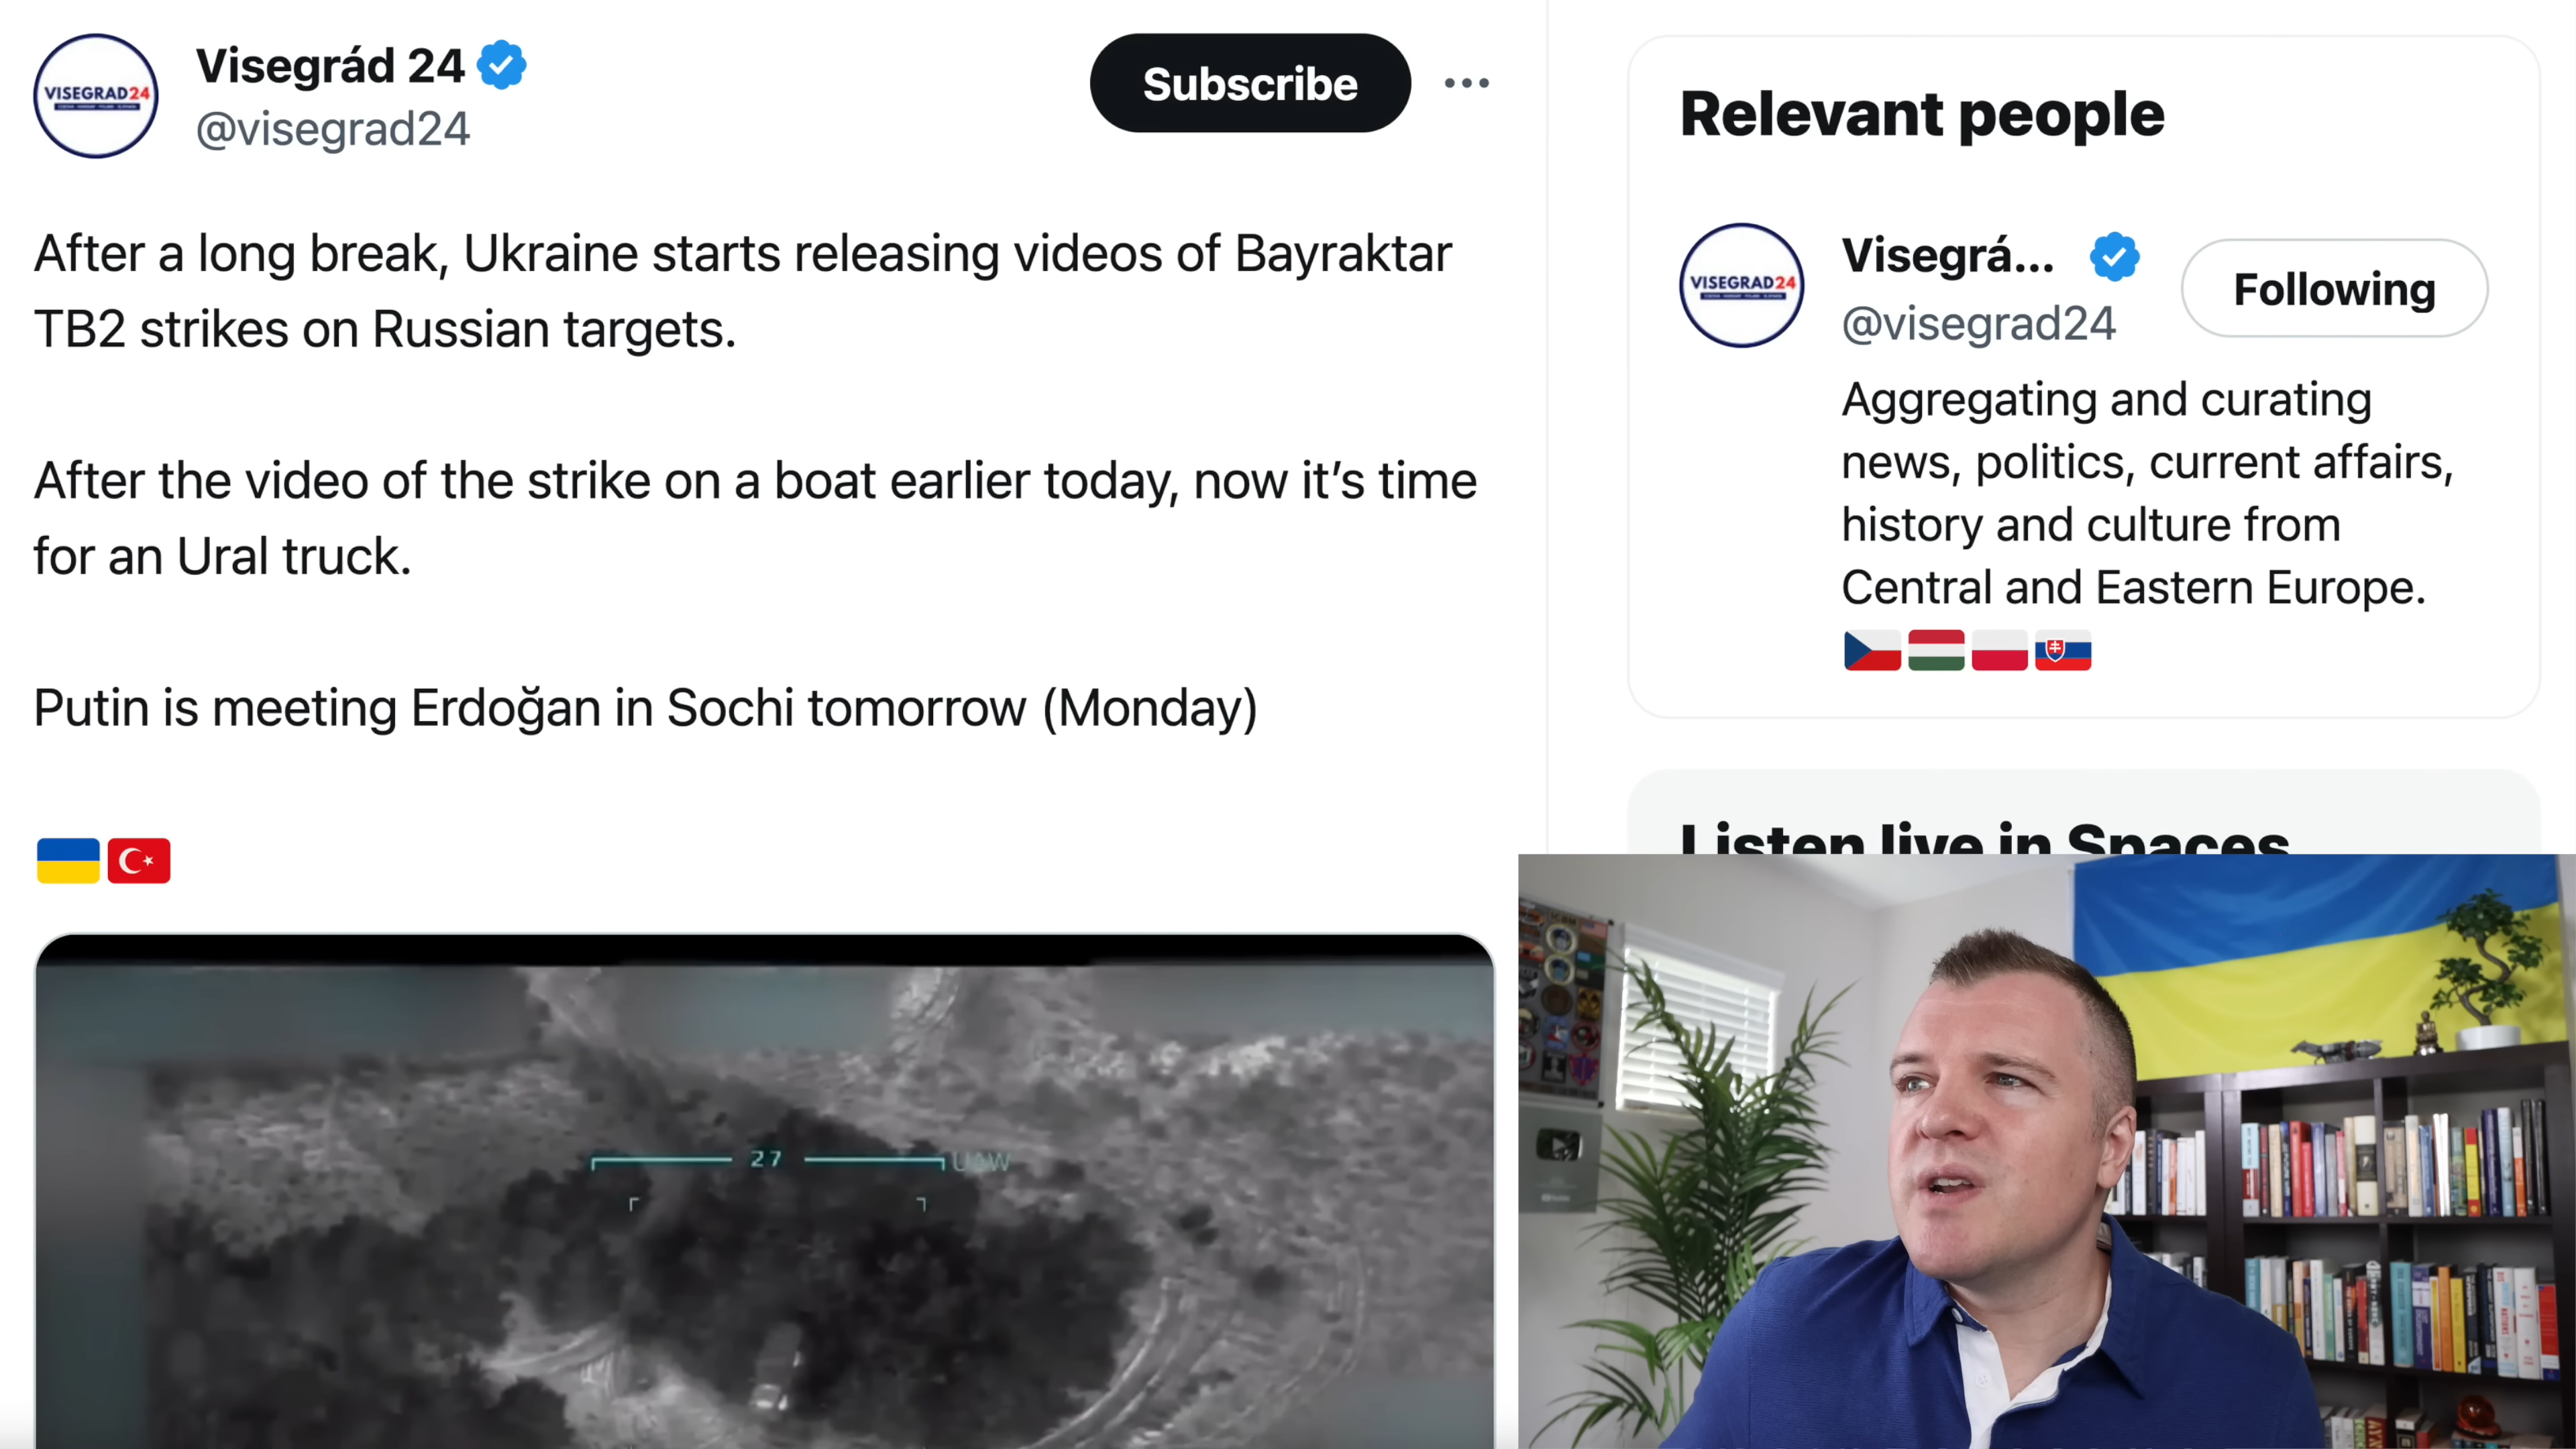 VISEGRAD24
Visegrád 24
@visegrad24
Subscribe
After a long break, Ukraine starts releasing videos of Bayraktar
TB2 strikes on Russian targets.
After the video of the strike on a boat earlier today, now it’s time
for an Ural truck.
Putin is meeting Erdoğan in Sochi tomorrow (Monday)
27
UAW
Relevant people
VISEGRAD24
Visegrá...
@visegrad24
Following
Aggregating and curating
news, politics, current affairs,
history and culture from
Central and Eastern Europe.
Listen live in Spaces